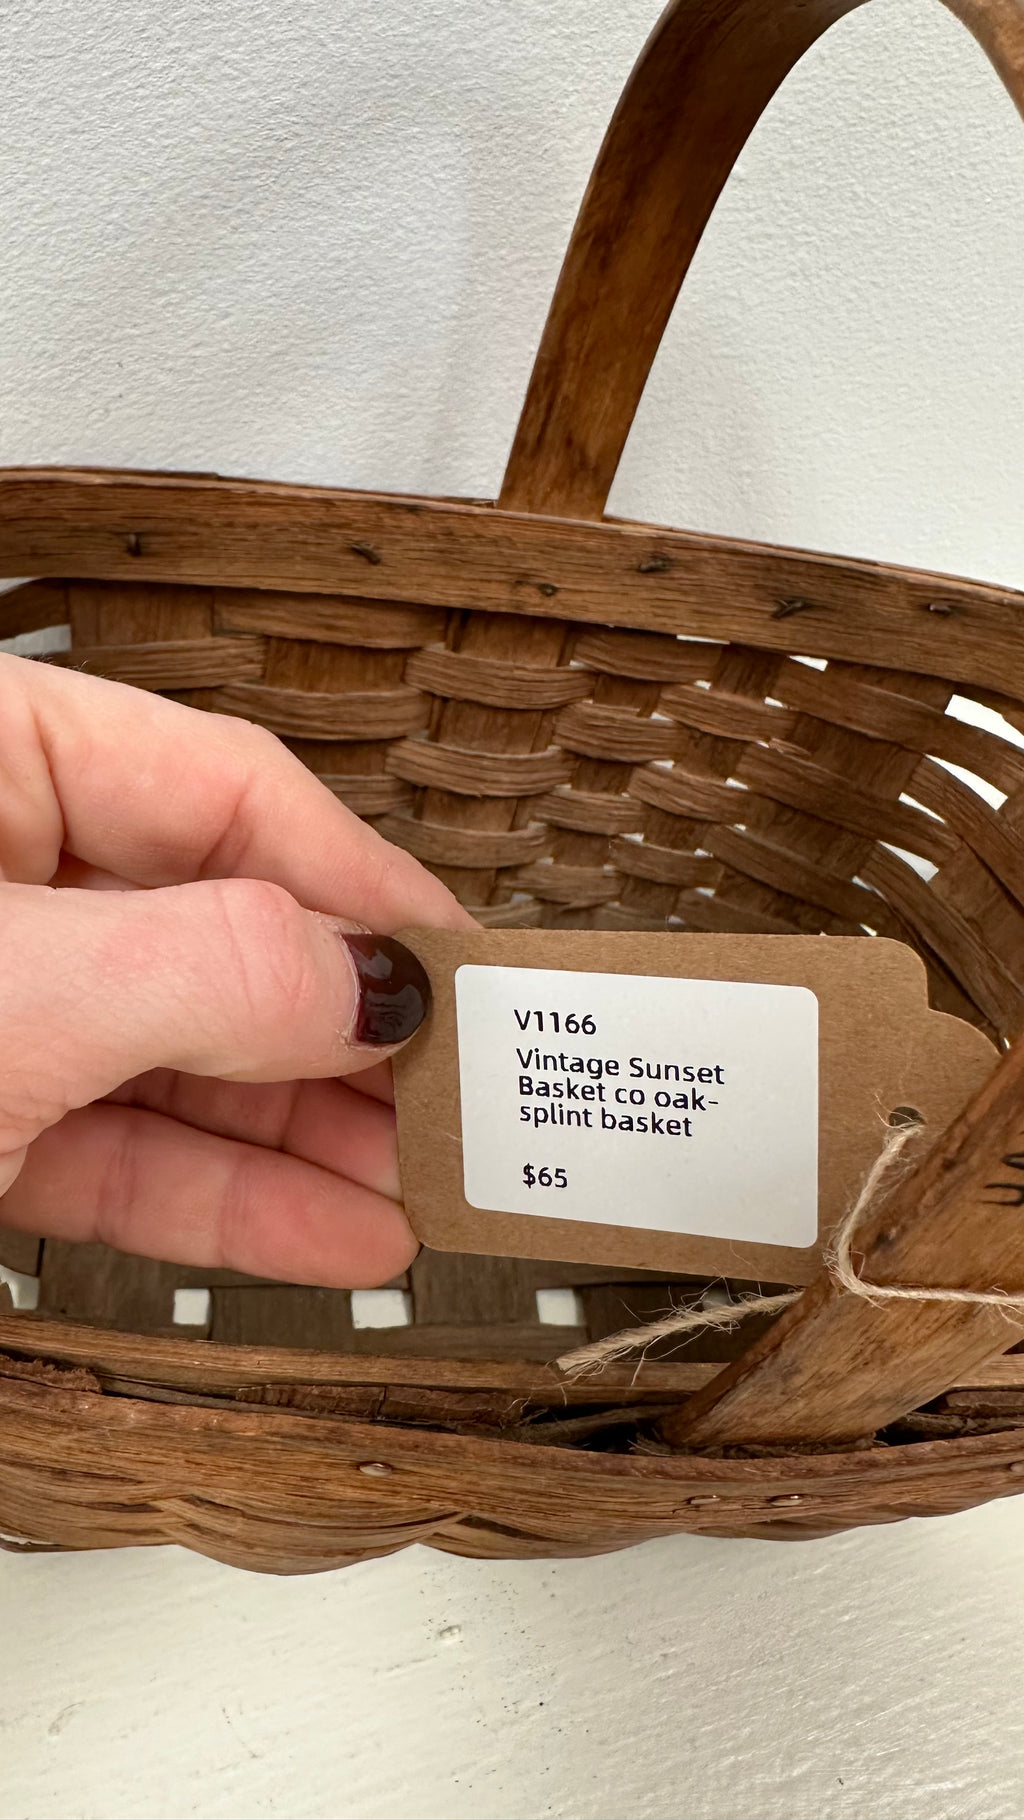 V1166
Vintage Sunset
Basket co oak-
splint basket
$65